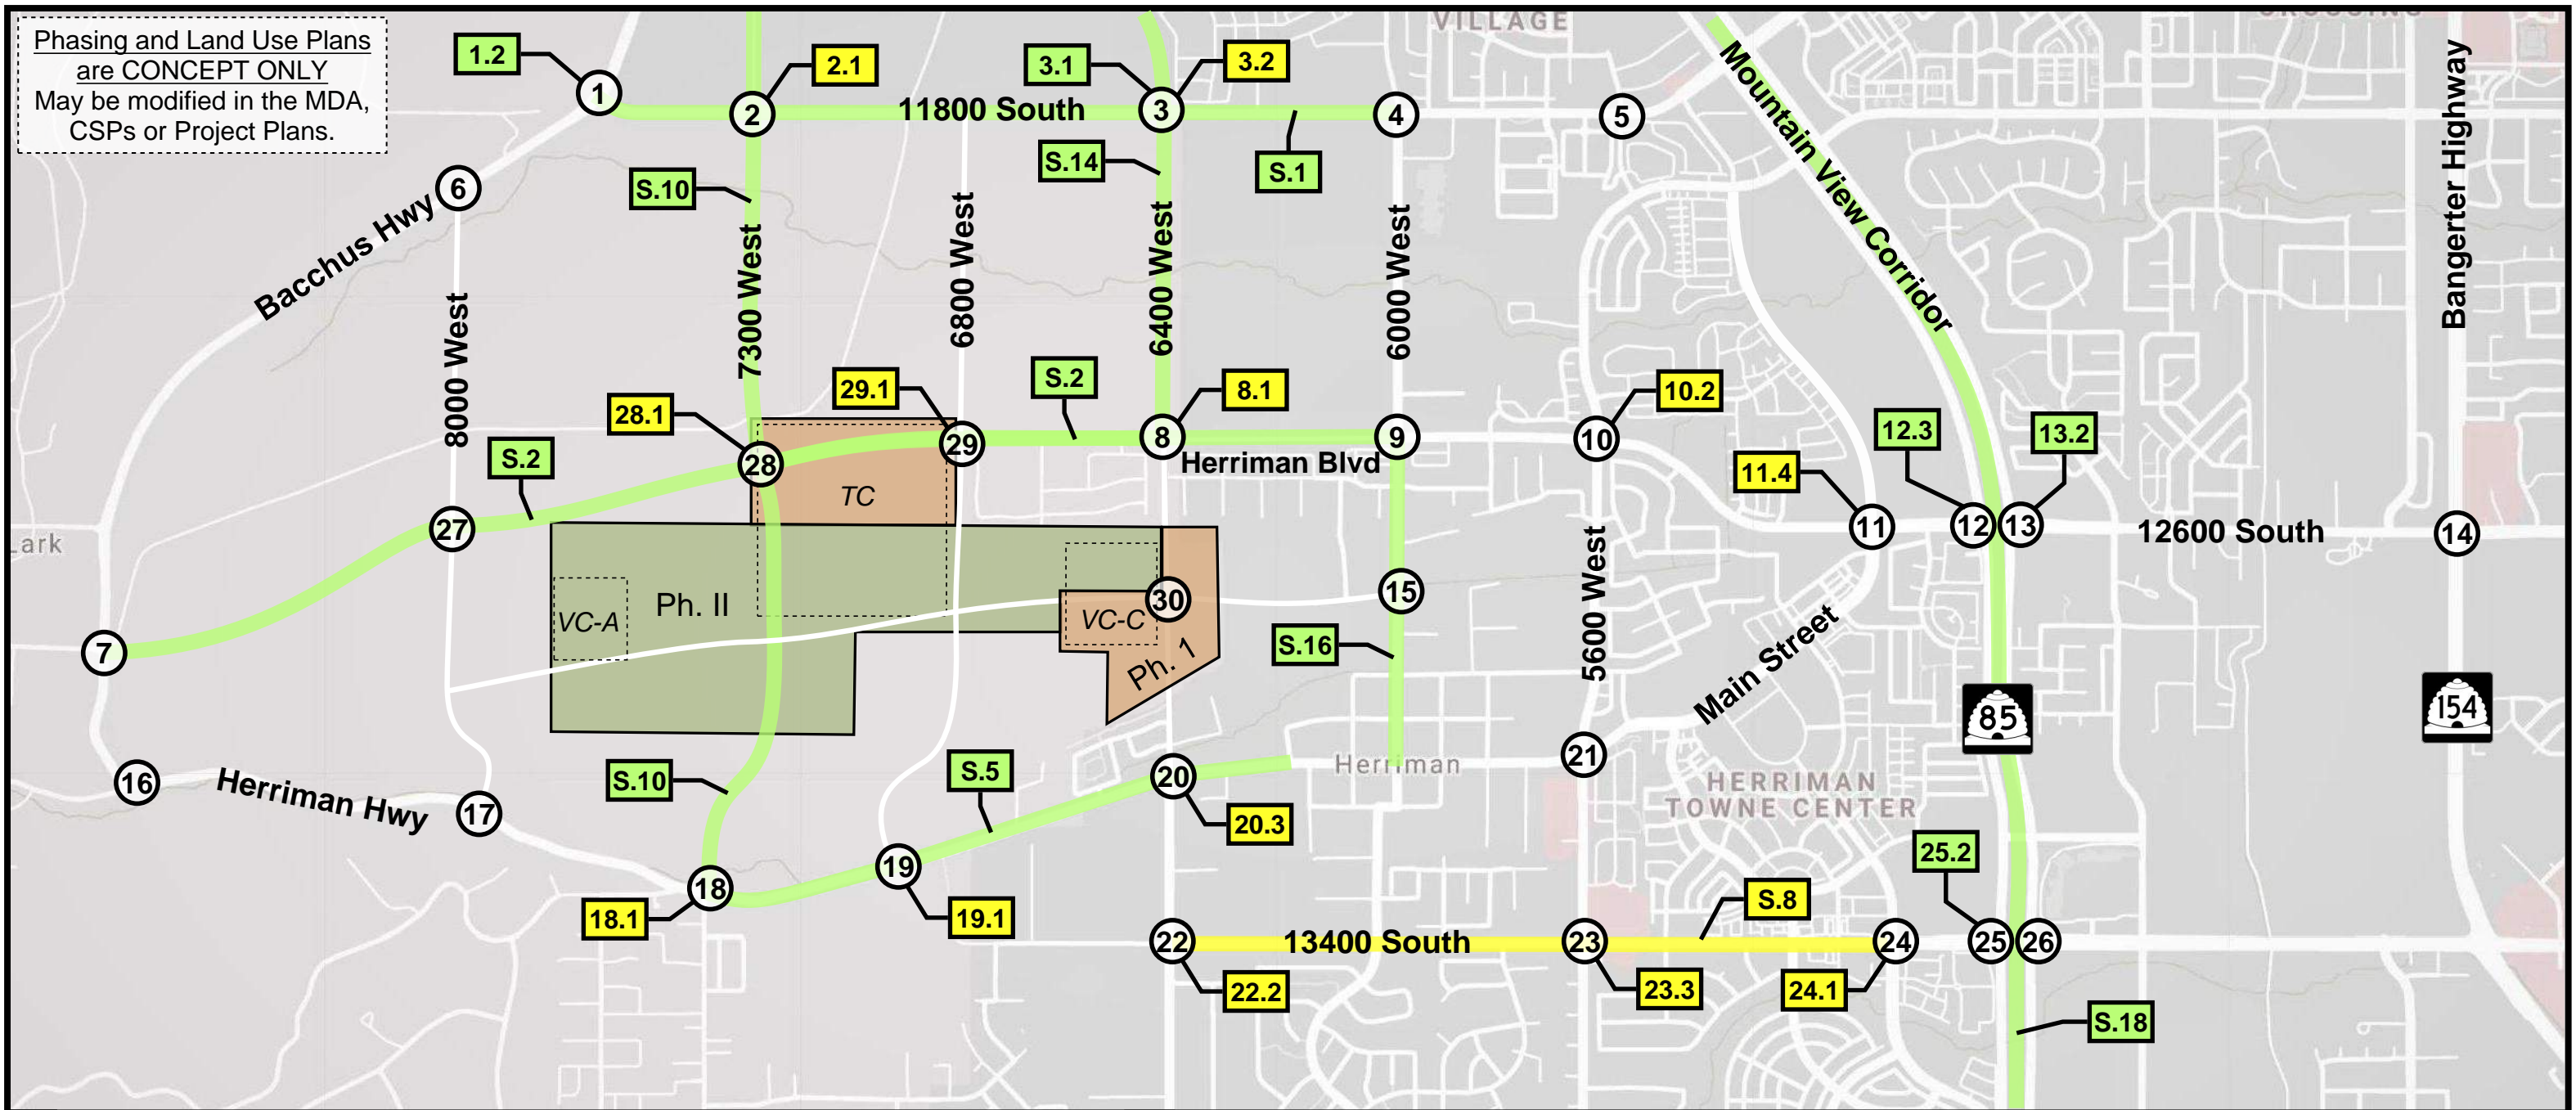 Phasing and Land Use Plans
are CONCEPT ONLY
May be modified in the MDA,
CSPs or Project Plans.
VILLAGE
1.2
2.1
3.1
3.2
1
2
11800 South
3
4
5
S.10
S.14
S.1
6
Bacchus Hwy
8000 West
7300 West
6800 West
6400 West
6000 West
Mountain View Corridor
Bangerter Highway
28.1
29.1
S.2
8.1
10.2
12.3
13.2
S.2
28
29
8
Herriman Blvd
9
10
11.4
27
TC
11
12
13
12600 South
14
VC-A
Ph. II
VC-C
30
Ph. 1
15
S.16
5600 West
Main Street
7
85
154
16
Herriman Hwy
17
S.10
S.5
20
20.3
Herriman
21
HERRIMAN
TOWNE CENTER
18
18.1
19
19.1
25.2
S.8
22
13400 South
23
24
25
26
22.2
23.3
24.1
S.18